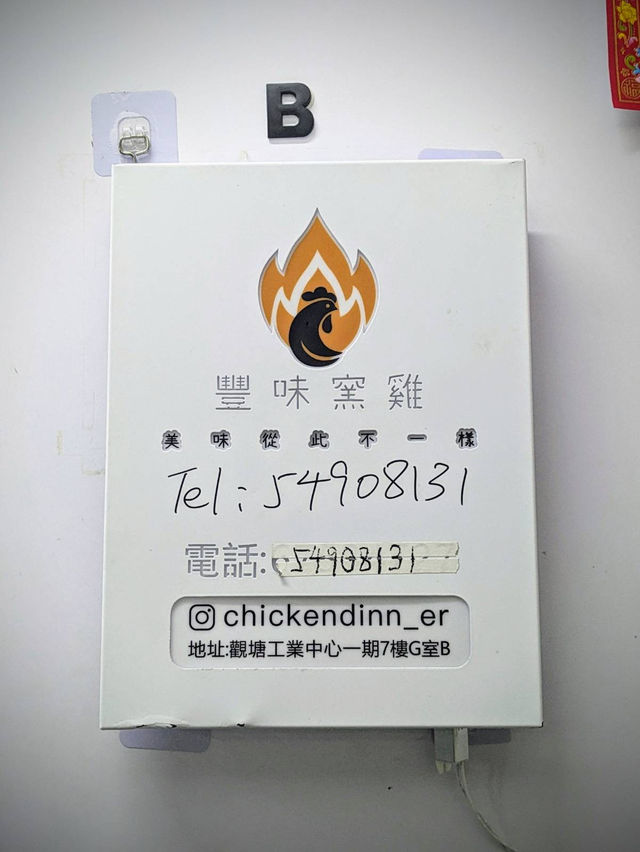 B
豐味窯雞
美味從此不一樣
Tel: 54908131
電話:54908131
chickendinn_er
地址:觀塘工業中心一期7樓G室B